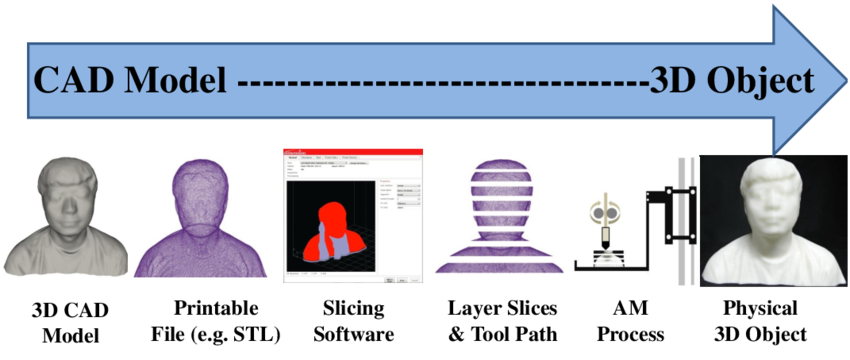 CAD Model ---------------------------------3D Object
3D CAD
Model
Printable
File (e.g. STL)
Slicing
Software
Layer Slices
& Tool Path
AM
Process
Physical
3D Object